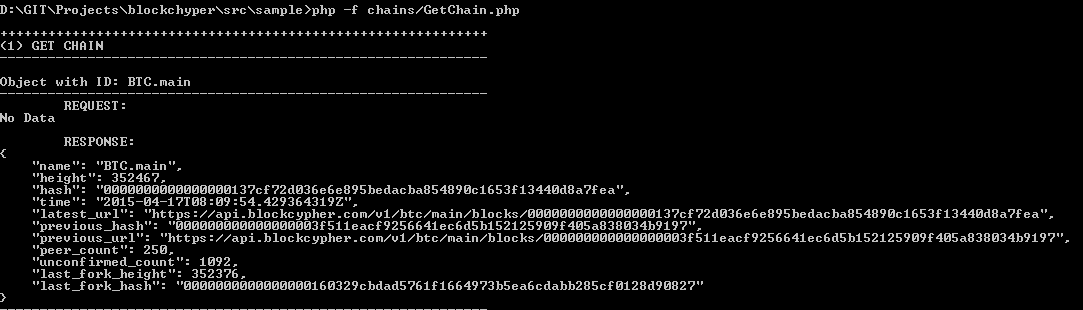 D:\GIT\Projects\blockchyper\src\sample>php -f chains/GetChain.php
+++++++++++++++++++++++++++++++++++++++++++++++++++++++++++++
(1) GET CHAIN
-------------------------------------------------------------
Object with ID: BTC.main
-------------------------------------------------------------
REQUEST:
No Data
RESPONSE:
{
"name": "BTC.main",
"height": 352467,
"hash": "0000000000000000137cf72d036e6e895bedacba854890c1653f13440d8a7fea",
"time": "2015-04-17T08:09:54.429364319Z",
"latest_url": "https://api.blockcypher.com/v1/btc/main/blocks/0000000000000000137cf72d036e6e895bedacba854890c1653f13440d8a7fea",
"previous_hash": "000000000000000003f511eacf9256641ec6d5b152125909f405a838034b9197",
"previous_url": "https://api.blockcypher.com/v1/btc/main/blocks/000000000000000003f511eacf9256641ec6d5b152125909f405a838034b9197",
"peer_count": 250,
"unconfirmed_count": 1092,
"last_fork_height": 352376,
"last_fork_hash": "0000000000000000160329cbdad5761f1664973b5ea6cdabb285cf0128d90827"
}
-------------------------------------------------------------